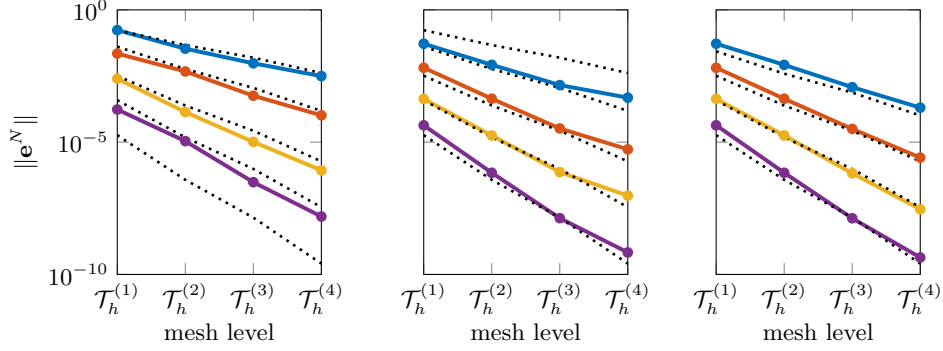 10^0
10^{-5}
10^{-10}
‖e^N‖
𝒯_h^{(1)} 𝒯_h^{(2)} 𝒯_h^{(3)} 𝒯_h^{(4)}
mesh level
𝒯_h^{(1)} 𝒯_h^{(2)} 𝒯_h^{(3)} 𝒯_h^{(4)}
mesh level
𝒯_h^{(1)} 𝒯_h^{(2)} 𝒯_h^{(3)} 𝒯_h^{(4)}
mesh level